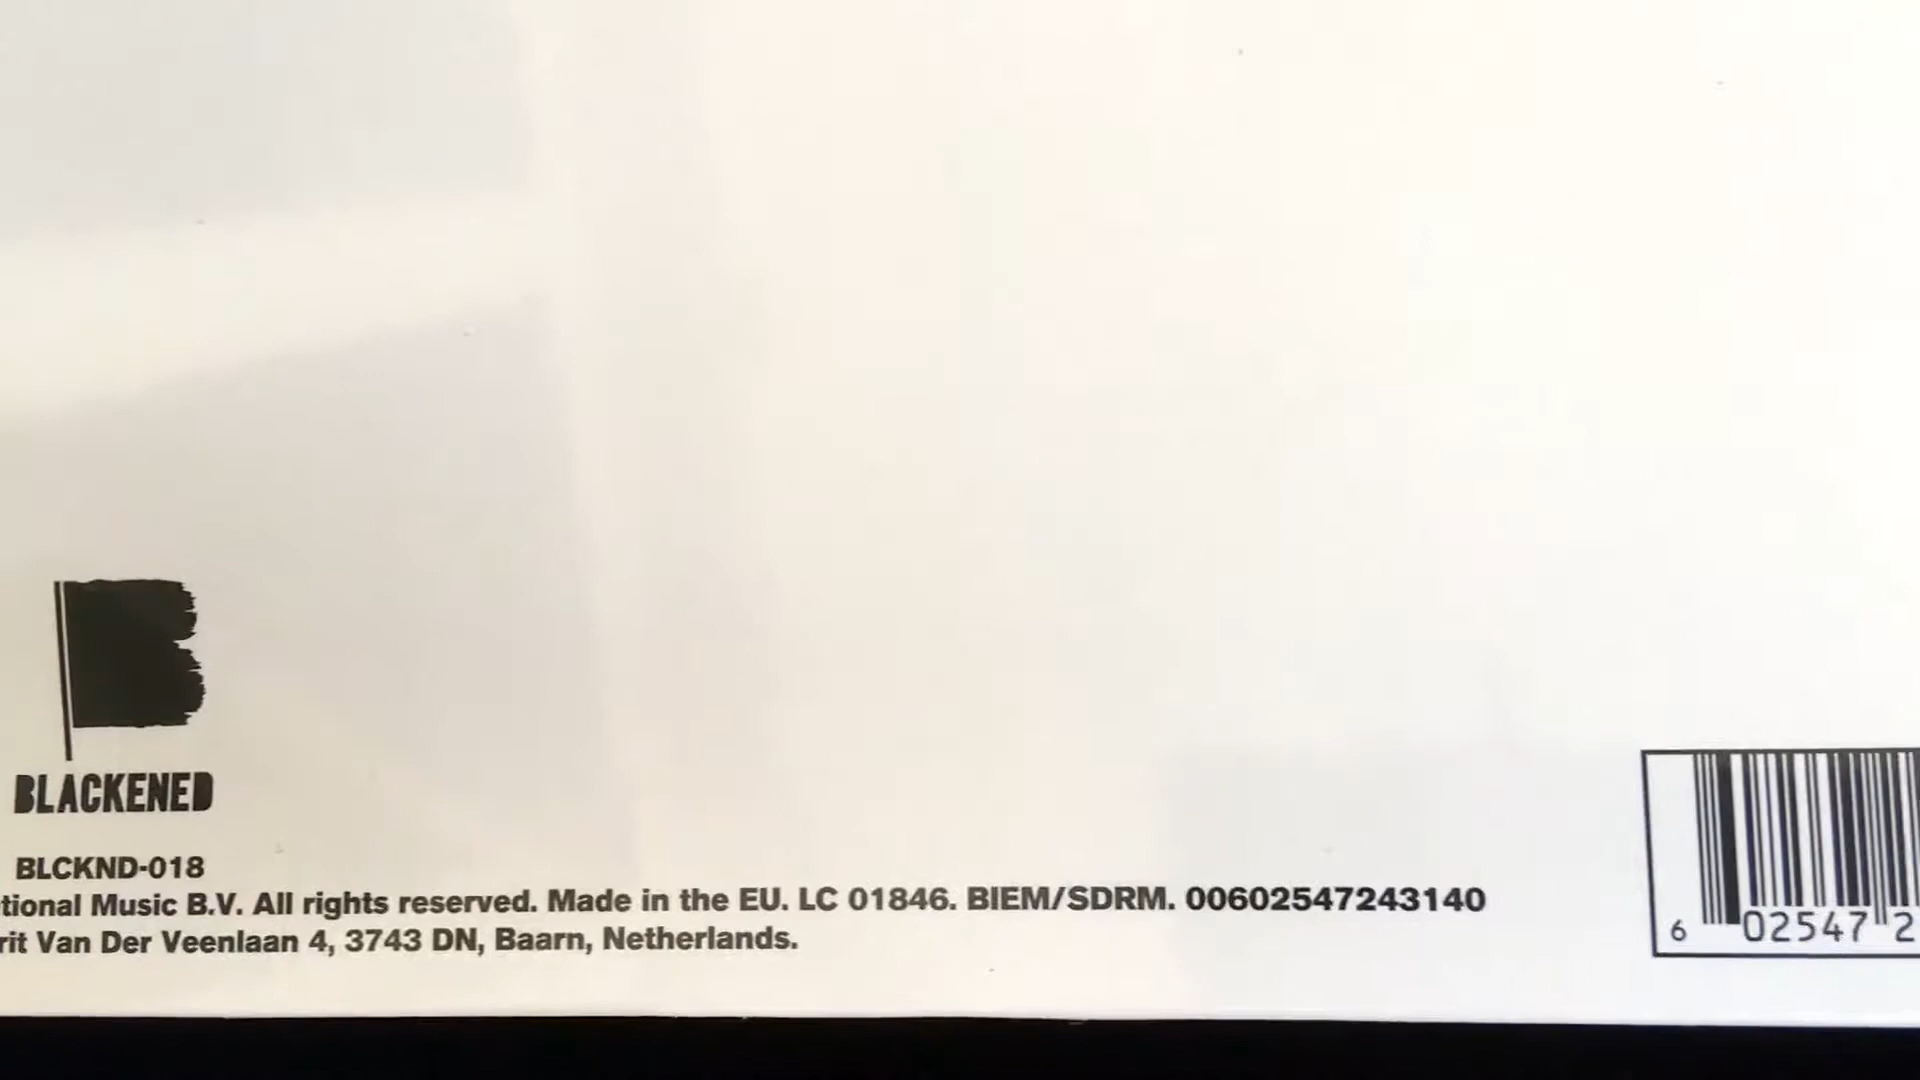 BLACKENED
BLCKND-018
tional Music B.V. All rights reserved. Made in the EU. LC 01846. BIEM/SDRM. 00602547243140
rit Van Der Veenlaan 4, 3743 DN, Baarn, Netherlands.
6 02547 2